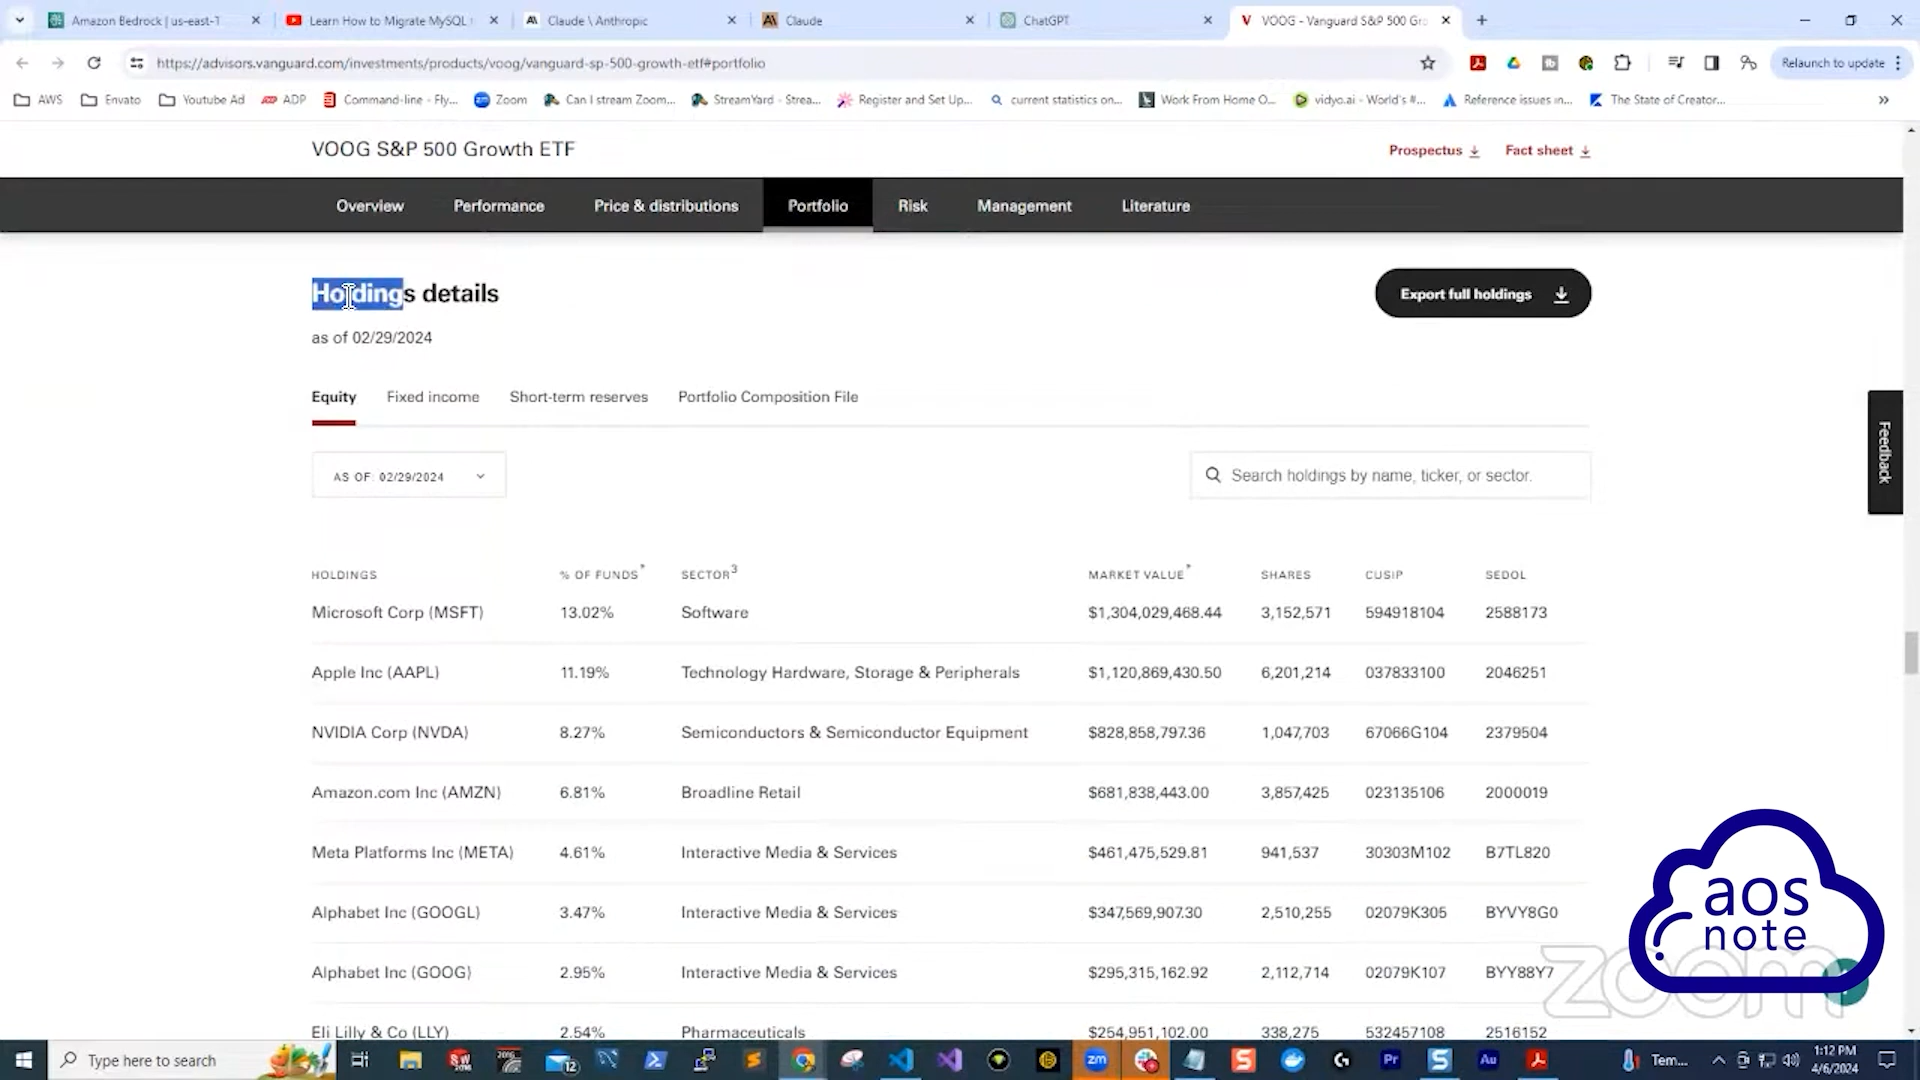 Amazon Bedrock | us-east-1
Learn How to Migrate MySQL
Claude \ Anthropic
Claude
ChatGPT
VOOG - Vanguard S&P 500 Gro
https://advisors.vanguard.com/investments/products/voog/vanguard-sp-500-growth-etf#portfolio
Relaunch to update
AWS
Envato
Youtube Ad
ADP
Command-line - Fly...
Zoom
Can I stream Zoom...
StreamYard - Strea...
Register and Set Up...
current statistics on...
Work From Home O...
vidyo.ai - World's #...
Reference issues in...
The State of Creator...
VOOG S&P 500 Growth ETF
Prospectus
Fact sheet
Overview Performance Price & distributions Portfolio Risk Management Literature
Holdings details
Export full holdings
as of 02/29/2024
Equity Fixed income Short-term reserves Portfolio Composition File
Feedback
AS OF: 02/29/2024
Search holdings by name, ticker, or sector.
HOLDINGS % OF FUNDS* SECTOR3 MARKET VALUE* SHARES CUSIP SEDOL
Microsoft Corp (MSFT) 13.02% Software $1,304,029,468.44 3,152,571 594918104 2588173
Apple Inc (AAPL) 11.19% Technology Hardware, Storage & Peripherals $1,120,869,430.50 6,201,214 037833100 2046251
NVIDIA Corp (NVDA) 8.27% Semiconductors & Semiconductor Equipment $828,858,797.36 1,047,703 67066G104 2379504
Amazon.com Inc (AMZN) 6.81% Broadline Retail $681,838,443.00 3,857,425 023135106 2000019
Meta Platforms Inc (META) 4.61% Interactive Media & Services $461,475,529.81 941,537 30303M102 B7TL820
Alphabet Inc (GOOGL) 3.47% Interactive Media & Services $347,569,907.30 2,510,255 02079K305 BYVY8G0
Alphabet Inc (GOOG) 2.95% Interactive Media & Services $295,315,162.92 2,112,714 02079K107 BYY88Y7
Eli Lilly & Co (LLY) 2.54% Pharmaceuticals $254,951,102.00 338,275 532457108 2516152
aos
note
zoom
Type here to search
12
zm
Pr
Au
Tem...
1:12 PM
4/6/2024